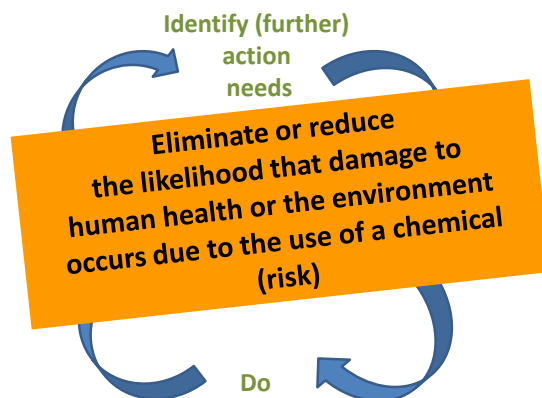 Identify (further)
action
needs
Eliminate or reduce
the likelihood that damage to
human health or the environment
occurs due to the use of a chemical
(risk)
Do